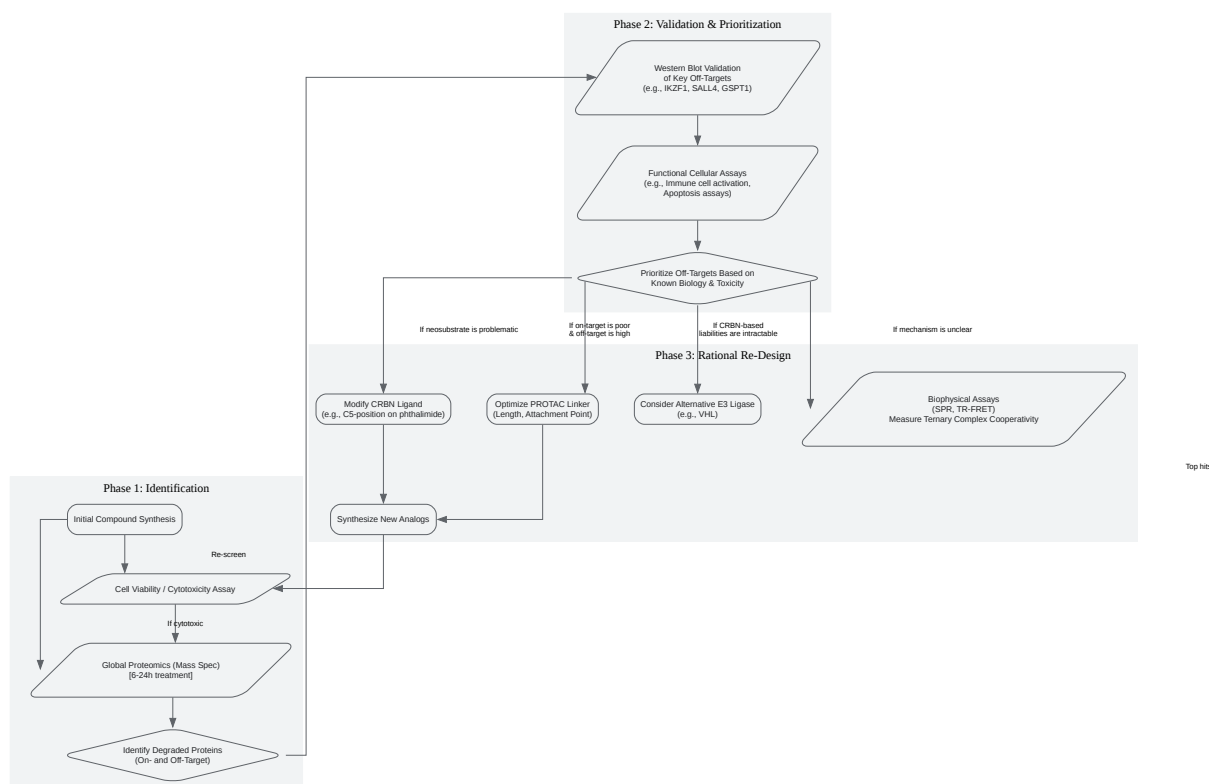 Phase 2: Validation & Prioritization
Western Blot Validation
of Key Off-Targets
(e.g., IKZF1, SALL4, GSPT1)
Functional Cellular Assays
(e.g., Immune cell activation,
Apoptosis assays)
Prioritize Off-Targets Based on
Known Biology & Toxicity
If neosubstrate is problematic
If on-target is poor
& off-target is high
If CRBN-based
liabilities are intractable
If mechanism is unclear
Phase 3: Rational Re-Design
Modify CRBN Ligand
(e.g., C5-position on phthalimide)
Optimize PROTAC Linker
(Length, Attachment Point)
Consider Alternative E3 Ligase
(e.g., VHL)
Biophysical Assays
(SPR, TR-FRET)
Measure Ternary Complex Cooperativity
Top hits
Synthesize New Analogs
Phase 1: Identification
Initial Compound Synthesis
Re-screen
Cell Viability / Cytotoxicity Assay
If cytotoxic
Global Proteomics (Mass Spec)
[6-24h treatment]
Identify Degraded Proteins
(On- and Off-Target)